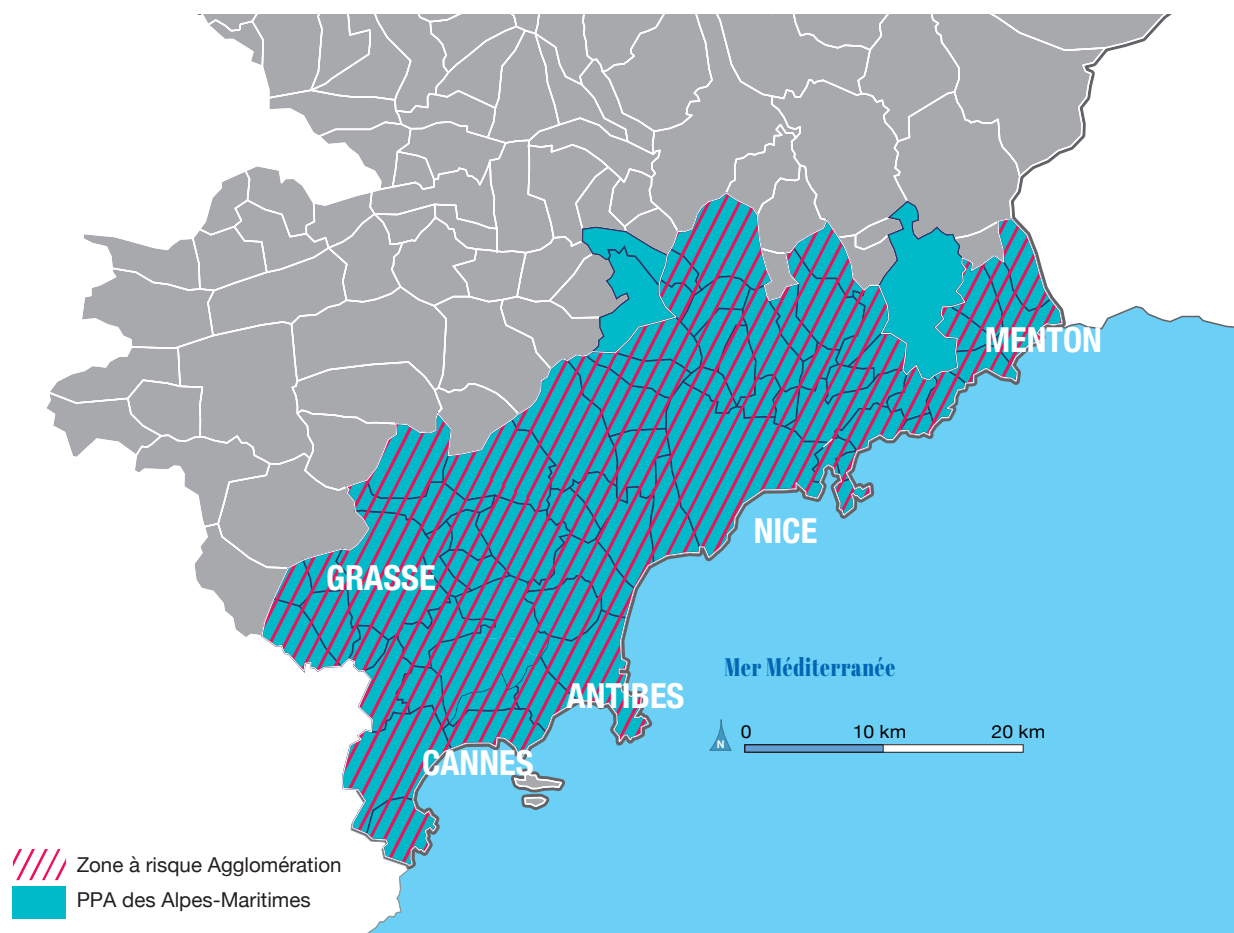 MENTON
NICE
GRASSE
Mer Méditerranée
ANTIBES
0 10 km 20 km
N
CANNES
Zone à risque Agglomération
PPA des Alpes-Maritimes